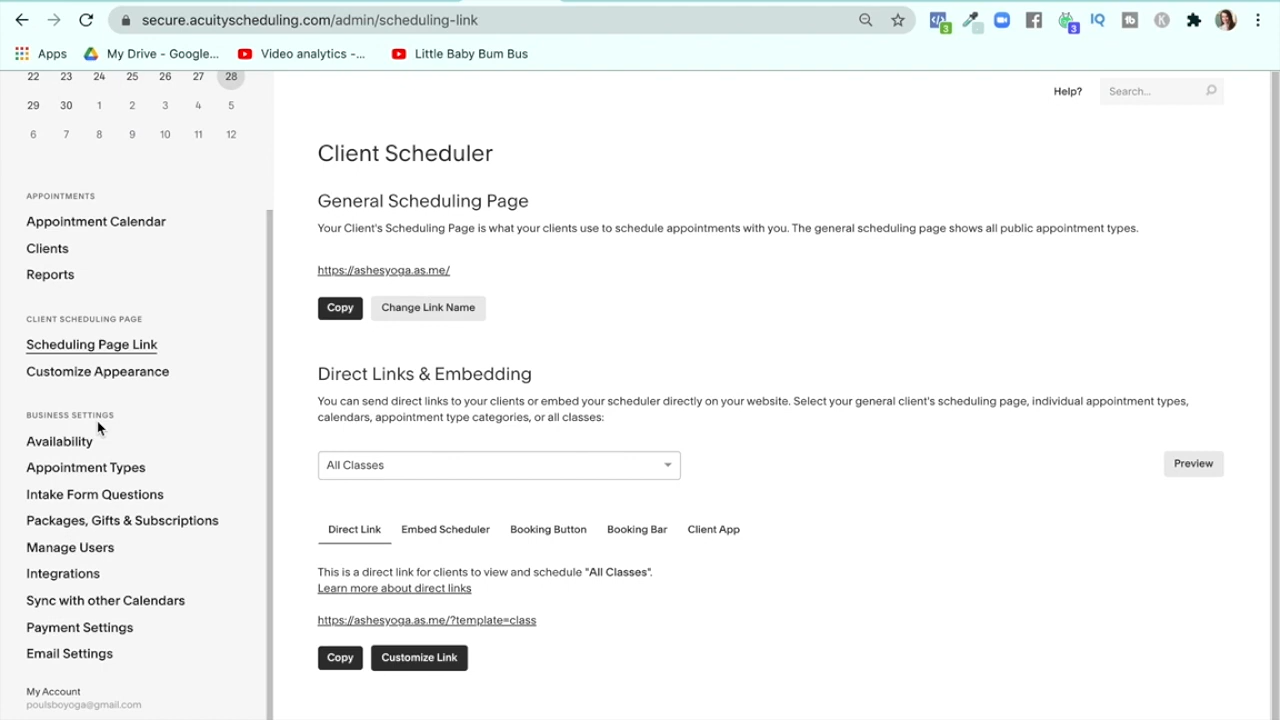 secure.acuityscheduling.com/admin/scheduling-link
3
3
Apps
My Drive - Google...
Video analytics -...
Little Baby Bum Bus
22 23 24 25 26 27 28
29 30 1 2 3 4 5
6 7 8 9 10 11 12
APPOINTMENTS
Appointment Calendar
Clients
Reports
CLIENT SCHEDULING PAGE
Scheduling Page Link
Customize Appearance
BUSINESS SETTINGS
Availability
Appointment Types
Intake Form Questions
Packages, Gifts & Subscriptions
Manage Users
Integrations
Sync with other Calendars
Payment Settings
Email Settings
My Account
poulsboyoga@gmail.com
Help?
Search...
Client Scheduler
General Scheduling Page
Your Client's Scheduling Page is what your clients use to schedule appointments with you. The general scheduling page shows all public appointment types.
https://ashesyoga.as.me/
Copy
Change Link Name
Direct Links & Embedding
You can send direct links to your clients or embed your scheduler directly on your website. Select your general client's scheduling page, individual appointment types,
calendars, appointment type categories, or all classes:
All Classes
Preview
Direct Link
Embed Scheduler
Booking Button
Booking Bar
Client App
This is a direct link for clients to view and schedule "All Classes".
Learn more about direct links
https://ashesyoga.as.me/?template=class
Copy
Customize Link